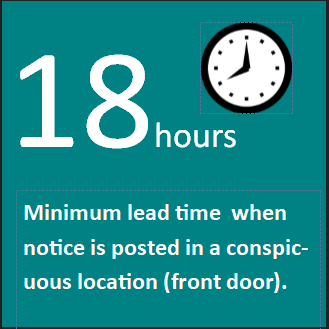 18 hours
Minimum lead time when
notice is posted in a conspic-
uous location (front door).